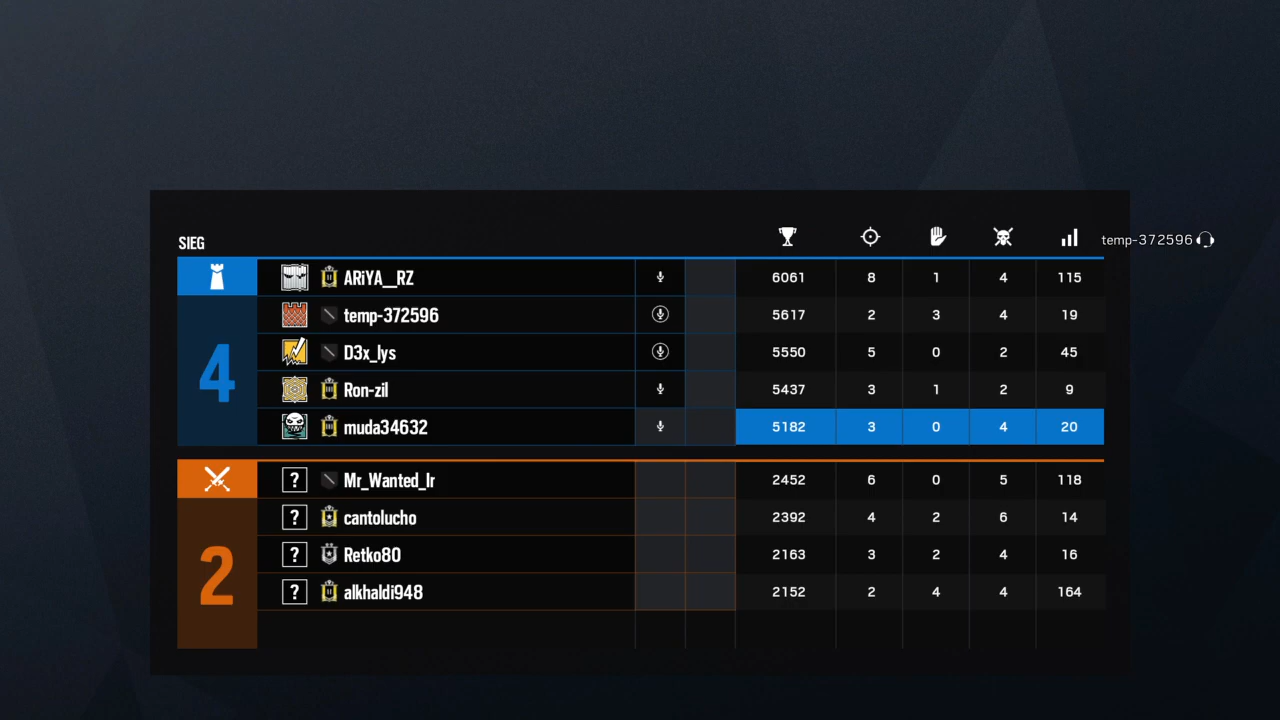 SIEG
temp-372596
ARiYA__RZ 6061 8 1 4 115
4
temp-372596 5617 2 3 4 19
D3x_lys 5550 5 0 2 45
Ron-zil 5437 3 1 2 9
muda34632 5182 3 0 4 20
2
? Mr_Wanted_Ir 2452 6 0 5 118
? cantolucho 2392 4 2 6 14
? Retko80 2163 3 2 4 16
? alkhaldi948 2152 2 4 4 164